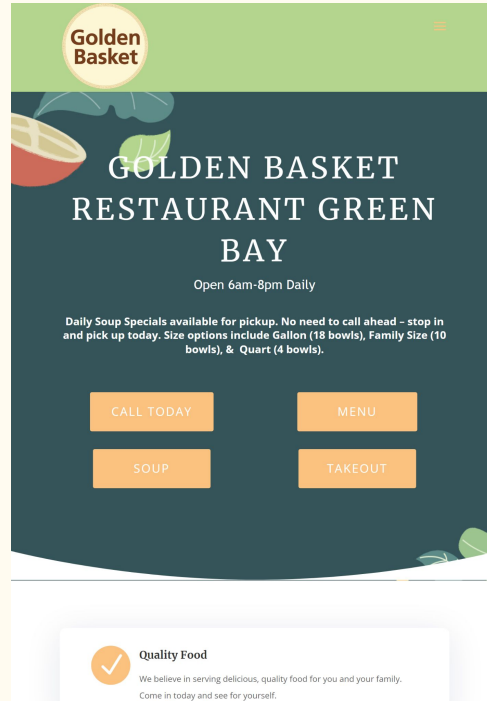 Golden
Basket
GOLDEN BASKET
RESTAURANT GREEN
BAY
Open 6am-8pm Daily
Daily Soup Specials available for pickup. No need to call ahead – stop in
and pick up today. Size options include Gallon (18 bowls), Family Size (10
bowls), & Quart (4 bowls).
CALL TODAY
MENU
SOUP
TAKEOUT
Quality Food
We believe in serving delicious, quality food for you and your family.
Come in today and see for yourself.